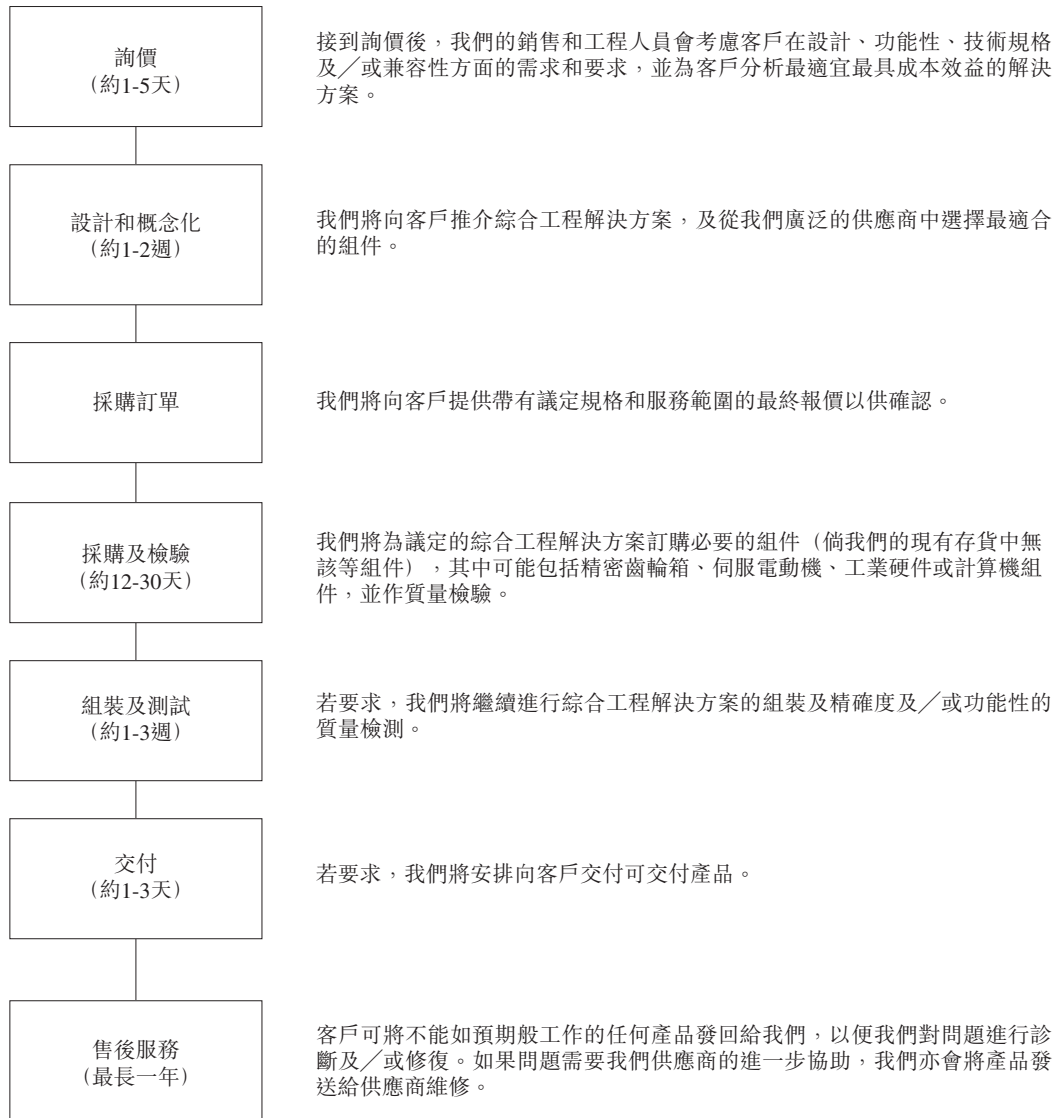 詢價
（約1-5天）
接到詢價後，我們的銷售和工程人員會考慮客戶在設計、功能性、技術規格
及／或兼容性方面的需求和要求，並為客戶分析最適宜最具成本效益的解決
方案。
設計和概念化
（約1-2週）
我們將向客戶推介綜合工程解決方案，及從我們廣泛的供應商中選擇最適合
的組件。
採購訂單
我們將向客戶提供帶有議定規格和服務範圍的最終報價以供確認。
採購及檢驗
（約12-30天）
我們將為議定的綜合工程解決方案訂購必要的組件（倘我們的現有存貨中無
該等組件），其中可能包括精密齒輪箱、伺服電動機、工業硬件或計算機組
件，並作質量檢驗。
組裝及測試
（約1-3週）
若要求，我們將繼續進行綜合工程解決方案的組裝及精確度及／或功能性的
質量檢測。
交付
（約1-3天）
若要求，我們將安排向客戶交付可交付產品。
售後服務
（最長一年）
客戶可將不能如預期般工作的任何產品發回給我們，以便我們對問題進行診
斷及／或修復。如果問題需要我們供應商的進一步協助，我們亦會將產品發
送給供應商維修。